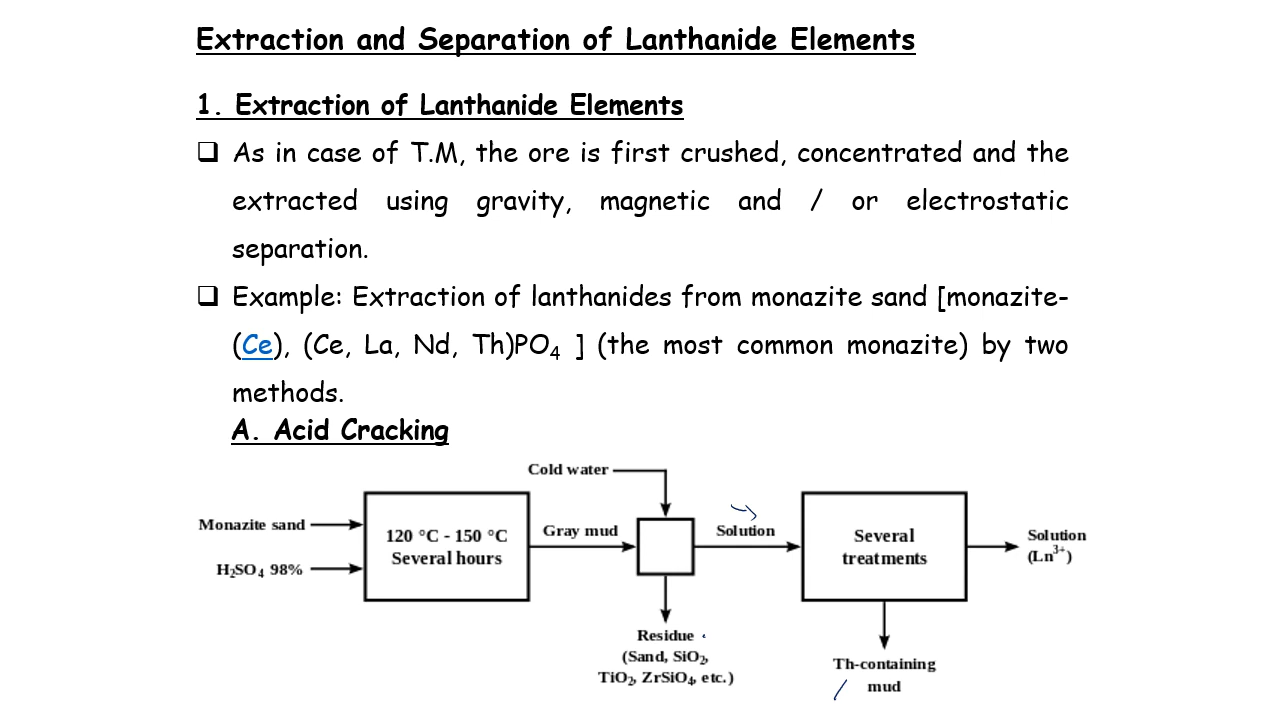 Extraction and Separation of Lanthanide Elements
1. Extraction of Lanthanide Elements
❑ As in case of T.M, the ore is first crushed, concentrated and the
extracted using gravity, magnetic and / or electrostatic
separation.
❑ Example: Extraction of lanthanides from monazite sand [monazite-
(Ce), (Ce, La, Nd, Th)PO₄ ] (the most common monazite) by two
methods.
A. Acid Cracking
Cold water
Monazite sand
H₂SO₄ 98%
120 °C - 150 °C
Several hours
Gray mud
Solution
Several
treatments
Solution
(Ln³⁺)
Residue
(Sand, SiO₂,
TiO₂, ZrSiO₄, etc.)
Th-containing
mud